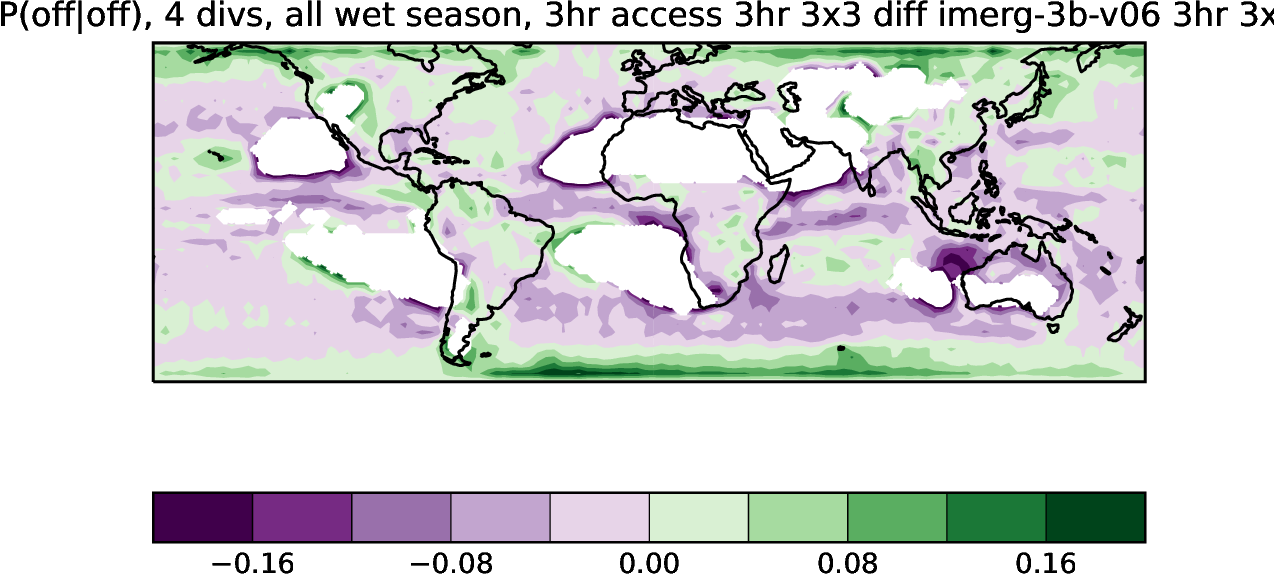 P(off|off), 4 divs, all wet season, 3hr access 3hr 3x3 diff imerg-3b-v06 3hr 3x
−0.16 −0.08 0.00 0.08 0.16